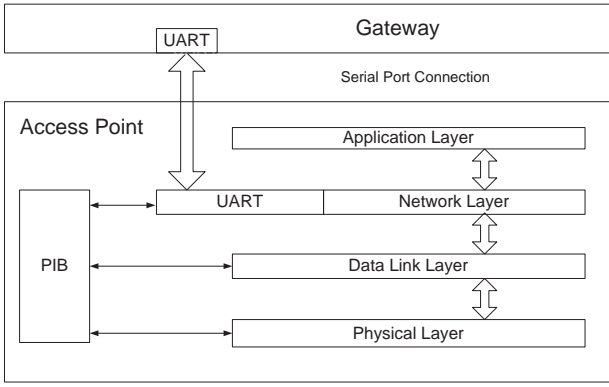 Gateway
UART
Serial Port Connection
Access Point
Application Layer
UART
Network Layer
PIB
Data Link Layer
Physical Layer